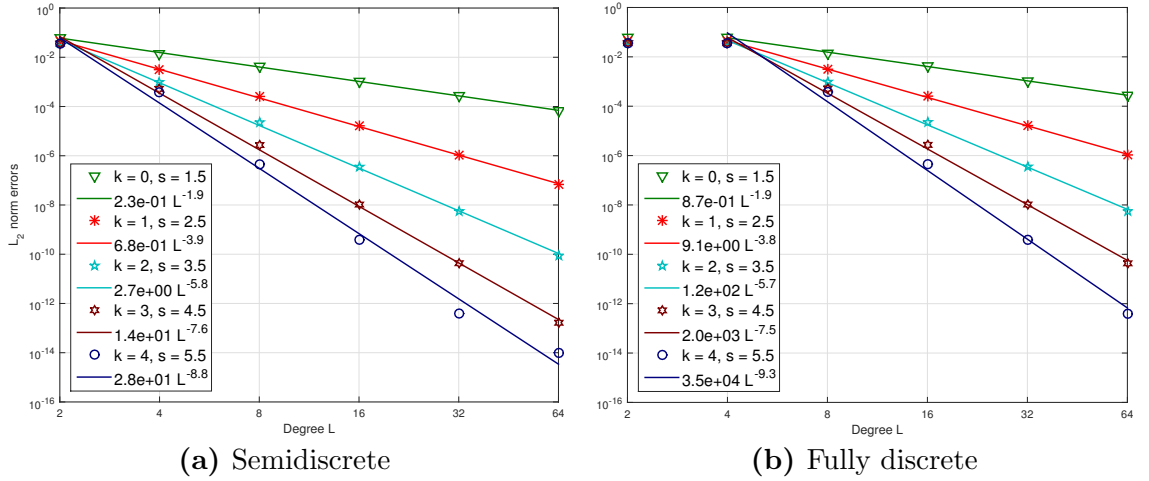 10^0
10^-2
10^-4
10^-6
10^-8
10^-10
10^-12
10^-14
10^-16
L_2 norm errors
k = 0, s = 1.5
2.3e-01 L^-1.9
k = 1, s = 2.5
6.8e-01 L^-3.9
k = 2, s = 3.5
2.7e+00 L^-5.8
k = 3, s = 4.5
1.4e+01 L^-7.6
k = 4, s = 5.5
2.8e+01 L^-8.8
2 4 8 16 32 64
Degree L
(a) Semidiscrete
10^0
10^-2
10^-4
10^-6
10^-8
10^-10
10^-12
10^-14
10^-16
k = 0, s = 1.5
8.7e-01 L^-1.9
k = 1, s = 2.5
9.1e+00 L^-3.8
k = 2, s = 3.5
1.2e+02 L^-5.7
k = 3, s = 4.5
2.0e+03 L^-7.5
k = 4, s = 5.5
3.5e+04 L^-9.3
2 4 8 16 32 64
Degree L
(b) Fully discrete